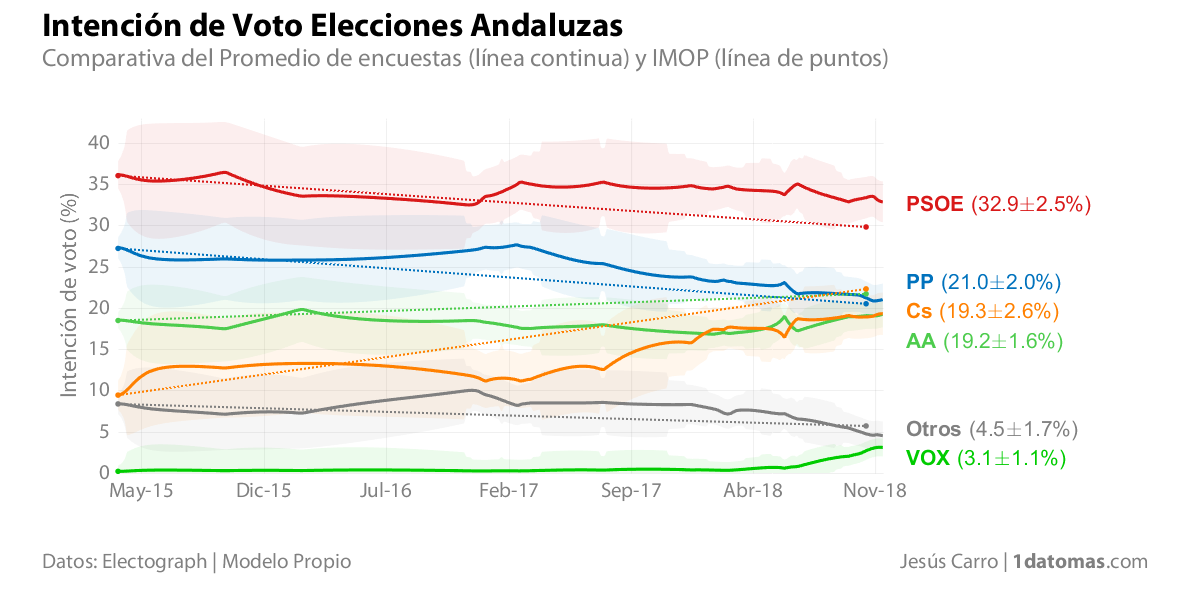 Intención de Voto Elecciones Andaluzas
Comparativa del Promedio de encuestas (línea continua) y IMOP (línea de puntos)
Intención de voto (%)
40
35
30
25
20
15
10
5
0
May-15
Dic-15
Jul-16
Feb-17
Sep-17
Abr-18
Nov-18
PSOE (32.9±2.5%)
PP (21.0±2.0%)
Cs (19.3±2.6%)
AA (19.2±1.6%)
Otros (4.5±1.7%)
VOX (3.1±1.1%)
Datos: Electograph | Modelo Propio
Jesús Carro | 1datomas.com